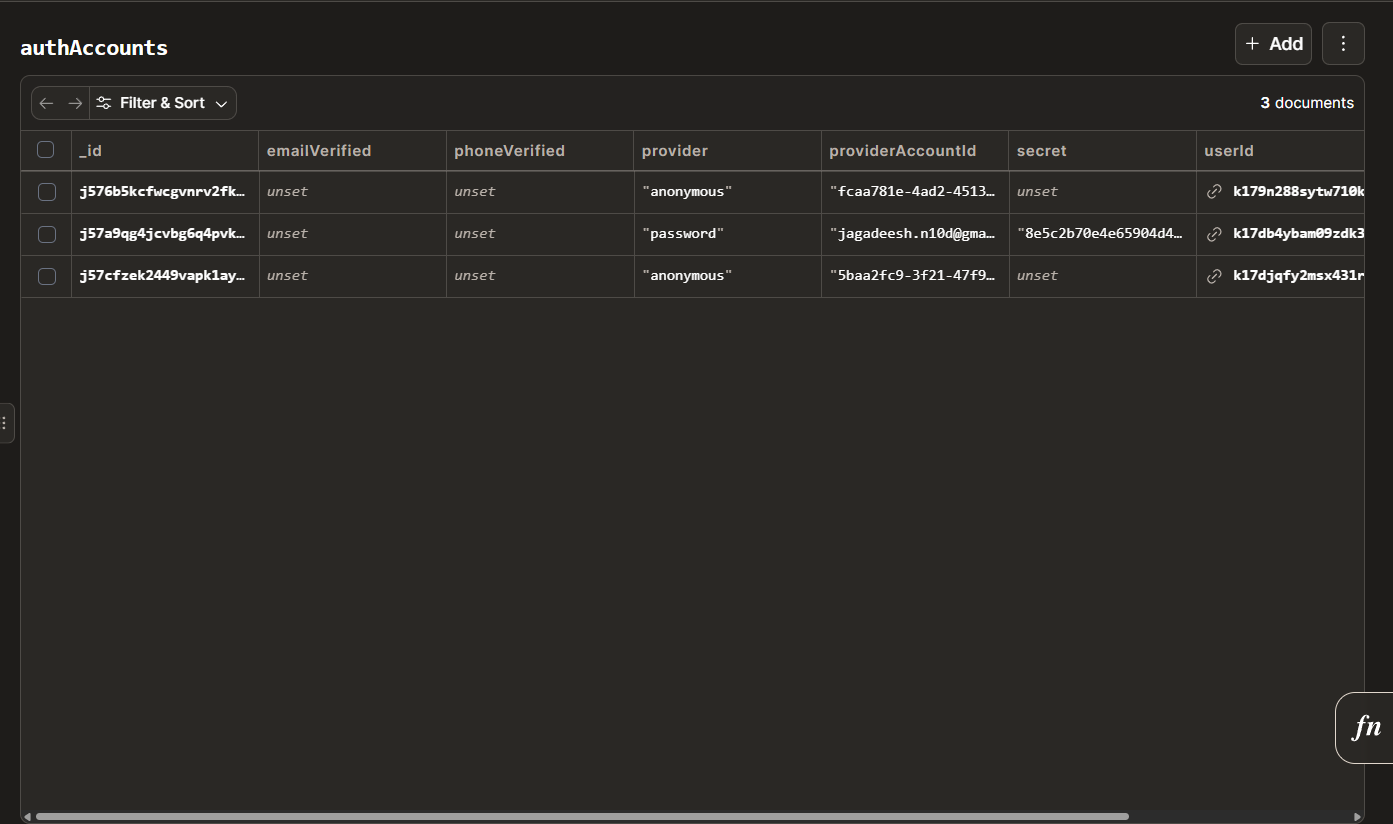 authAccounts
+ Add
Filter & Sort
3 documents
_id emailVerified phoneVerified provider providerAccountId secret userId
j576b5kcfwcgvnrv2fk… unset unset "anonymous" "fcaa781e-4ad2-4513… unset k179n288sytw710k
j57a9qg4jcvbg6q4pvk… unset unset "password" "jagadeesh.n10d@gma… "8e5c2b70e4e65904d4… k17db4ybam09zdk3
j57cfzek2449vapk1ay… unset unset "anonymous" "5baa2fc9-3f21-47f9… unset k17djqfy2msx431r
fn